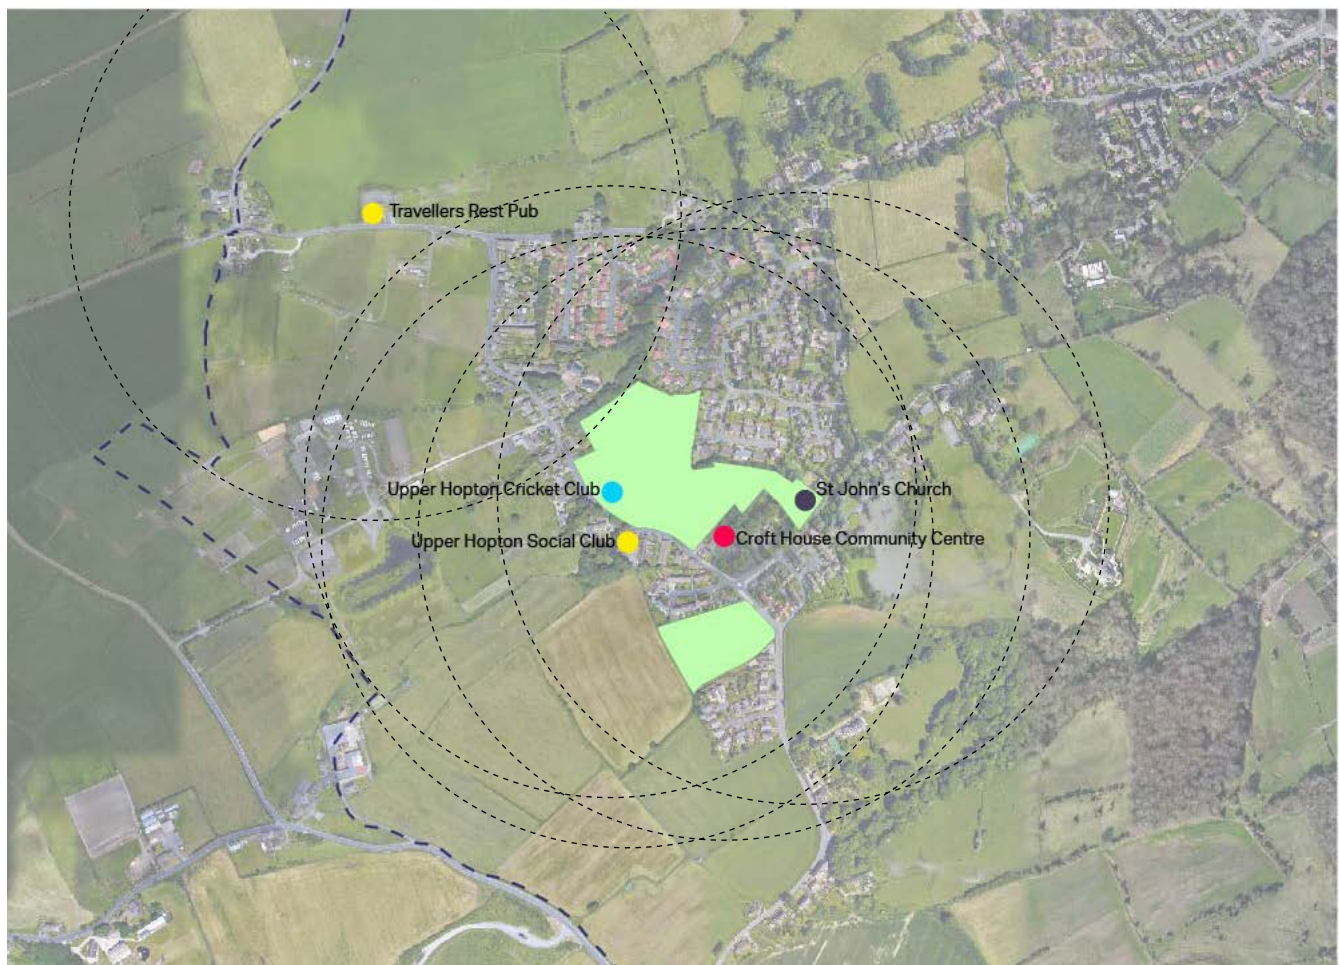 Travellers Rest Pub
Upper Hopton Cricket Club
St John's Church
Upper Hopton Social Club
Croft House Community Centre